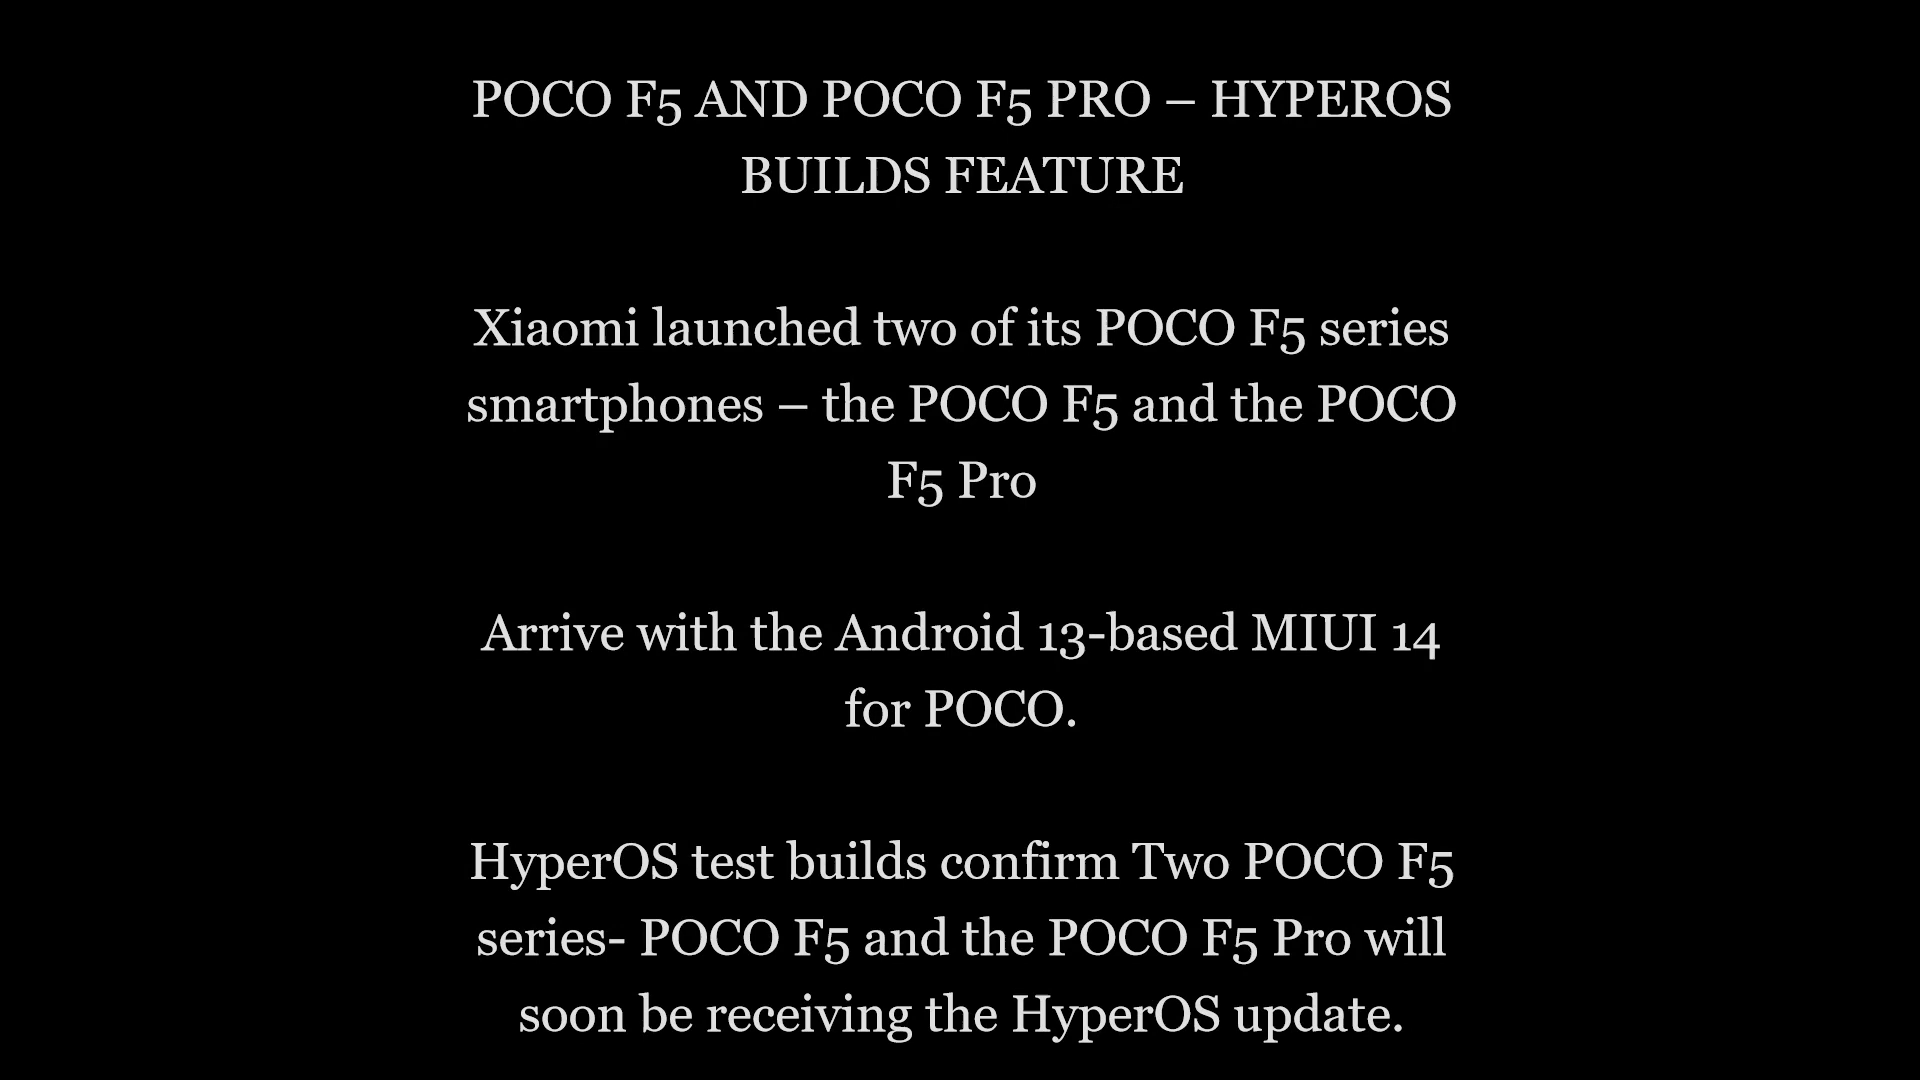 POCO F5 AND POCO F5 PRO – HYPEROS
BUILDS FEATURE
Xiaomi launched two of its POCO F5 series
smartphones – the POCO F5 and the POCO
F5 Pro
Arrive with the Android 13-based MIUI 14
for POCO.
HyperOS test builds confirm Two POCO F5
series- POCO F5 and the POCO F5 Pro will
soon be receiving the HyperOS update.